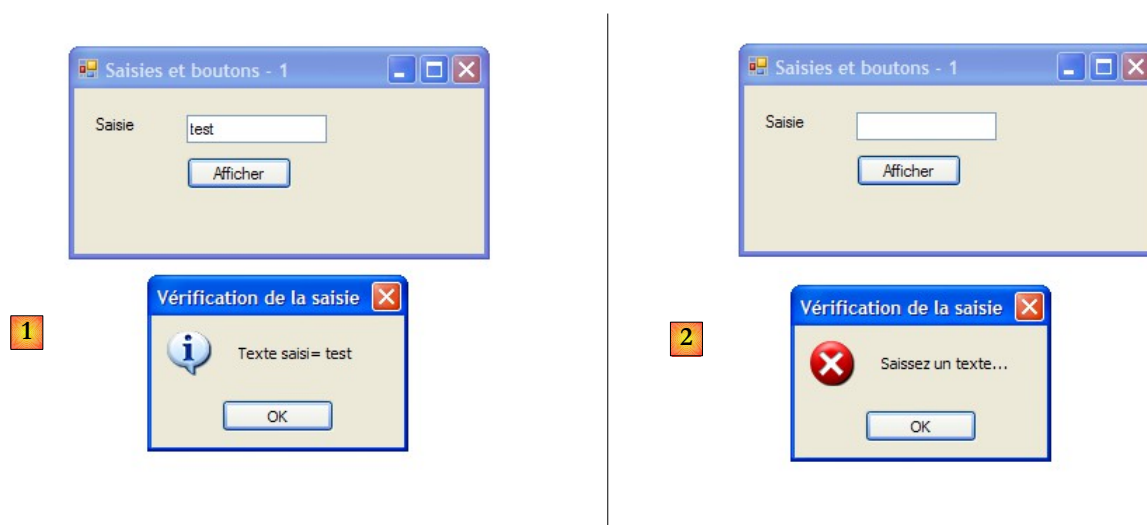 Saisies et boutons - 1
Saisie
test
Afficher
Vérification de la saisie
1
Texte saisi= test
OK
Saisies et boutons - 1
Saisie
Afficher
Vérification de la saisie
2
Saissez un texte...
OK